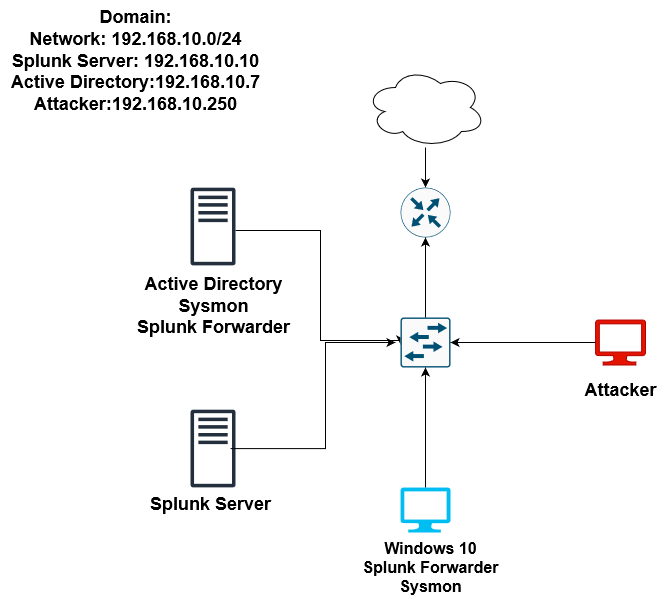 Domain:
Network: 192.168.10.0/24
Splunk Server: 192.168.10.10
Active Directory:192.168.10.7
Attacker:192.168.10.250
Active Directory
Sysmon
Splunk Forwarder
Attacker
Splunk Server
Windows 10
Splunk Forwarder
Sysmon